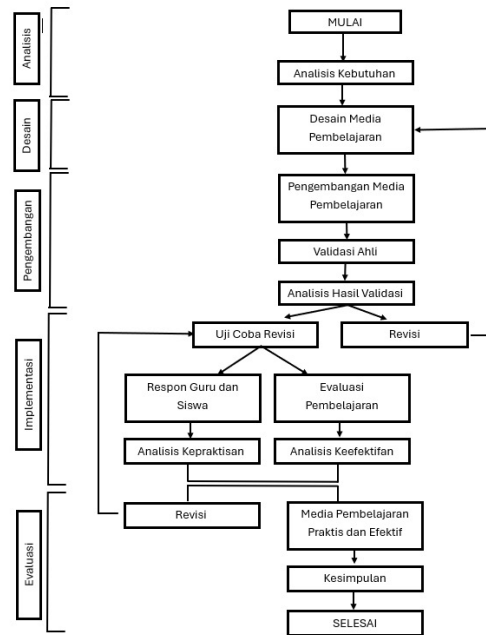 MULAI
Analisis
Analisis Kebutuhan
Desain
Desain Media
Pembelajaran
Pengembangan
Pengembangan Media
Pembelajaran
Validasi Ahli
Analisis Hasil Validasi
Implementasi
Uji Coba Revisi
Revisi
Respon Guru dan
Siswa
Evaluasi
Pembelajaran
Analisis Kepraktisan
Analisis Keefektifan
Evaluasi
Revisi
Media Pembelajaran
Praktis dan Efektif
Kesimpulan
SELESAI